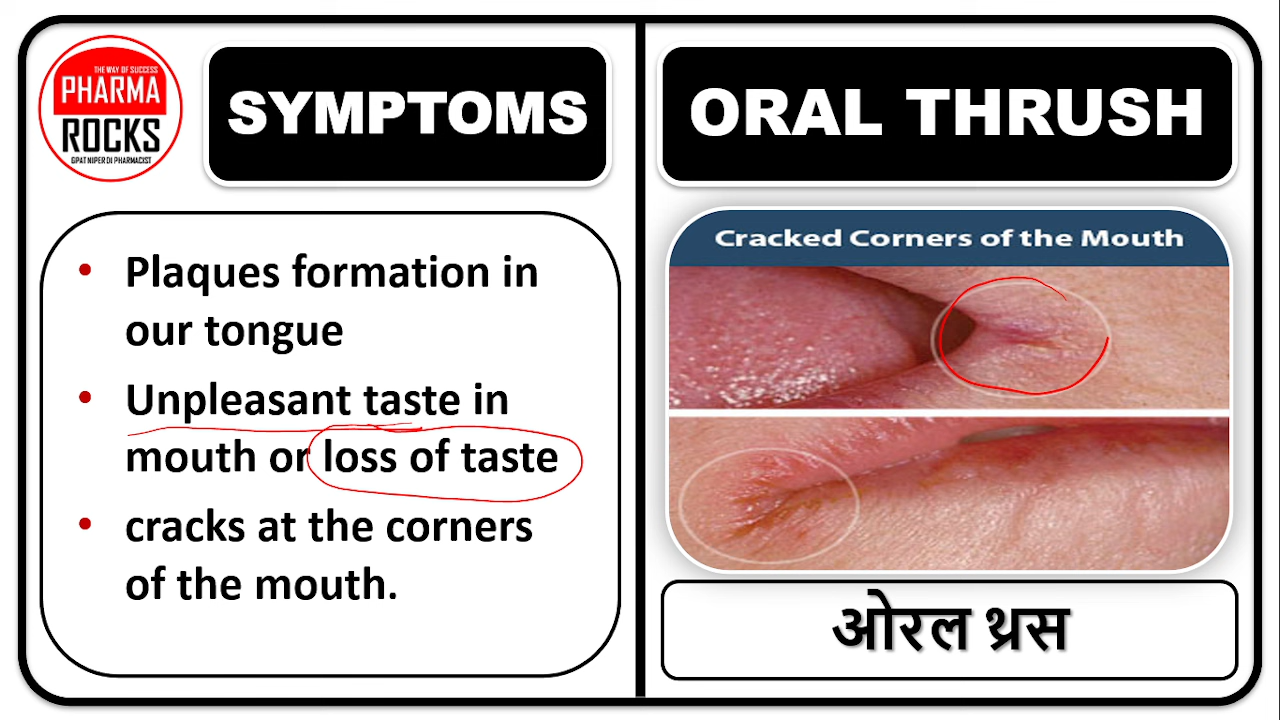 THE WAY OF SUCCESS
PHARMA
ROCKS
GPAT NIPER DI PHARMACIST
SYMPTOMS
• Plaques formation in
our tongue
• Unpleasant taste in
mouth or loss of taste
• cracks at the corners
of the mouth.
ORAL THRUSH
Cracked Corners of the Mouth
ओरल थ्रस